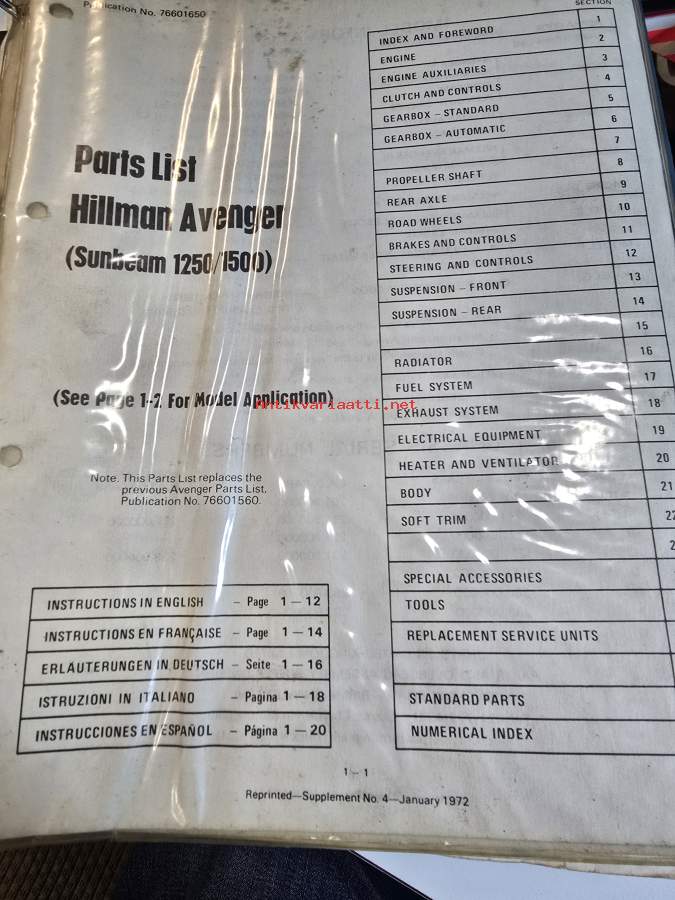 Publication No. 76601650
Parts List
Hillman Avenger
(Sunbeam 1250/1500)
(See Page 1-2 For Model Application)
Note. This Parts List replaces the
previous Avenger Parts List.
Publication No. 76601560.
INSTRUCTIONS IN ENGLISH – Page 1 – 12
INSTRUCTIONS EN FRANÇAISE – Page 1 – 14
ERLÄUTERUNGEN IN DEUTSCH – Seite 1 – 16
ISTRUZIONI IN ITALIANO – Pagina 1 – 18
INSTRUCCIONES EN ESPAÑOL – Página 1 – 20
SECTION
INDEX AND FOREWORD 1
ENGINE 2
ENGINE AUXILIARIES 3
CLUTCH AND CONTROLS 4
GEARBOX – STANDARD 5
GEARBOX – AUTOMATIC 6
7
PROPELLER SHAFT 8
REAR AXLE 9
ROAD WHEELS 10
BRAKES AND CONTROLS 11
STEERING AND CONTROLS 12
SUSPENSION – FRONT 13
SUSPENSION – REAR 14
15
RADIATOR 16
FUEL SYSTEM 17
EXHAUST SYSTEM 18
ELECTRICAL EQUIPMENT 19
HEATER AND VENTILATOR 20
BODY 21
SOFT TRIM 22
2
SPECIAL ACCESSORIES
TOOLS
REPLACEMENT SERVICE UNITS
STANDARD PARTS
NUMERICAL INDEX
1 – 1
Reprinted—Supplement No. 4—January 1972
Antikvariaatti.net